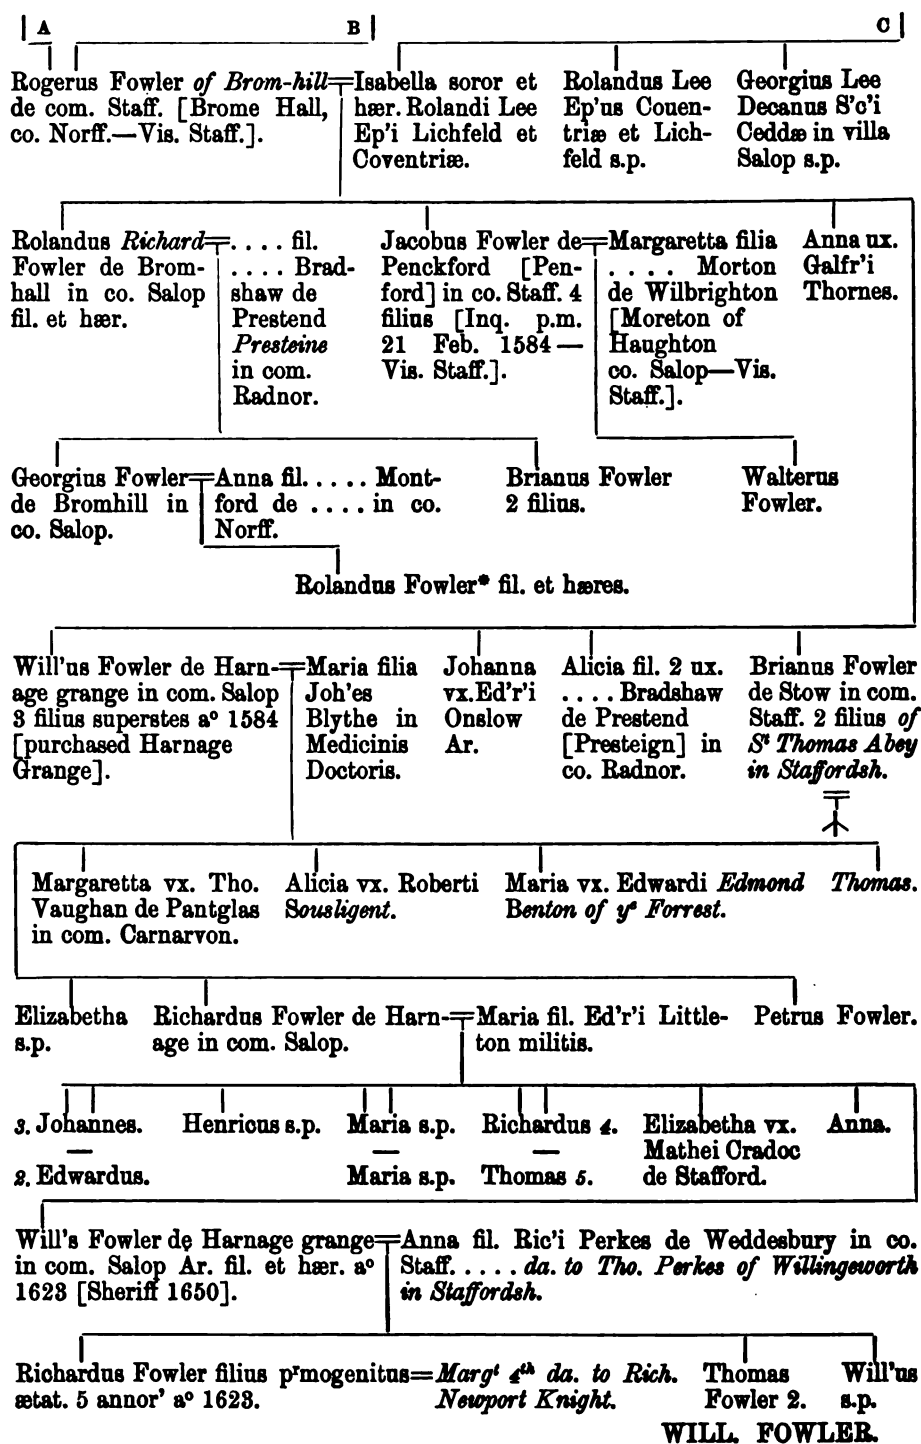 A B C
Rogerus Fowler of Brom-hill=Isabella soror et
de com. Staff. [Brome Hall,
co. Norff.—Vis. Staff.].
hær. Rolandi Lee
Ep'i Lichfeld et
Coventriæ.
Rolandus Lee
Ep'us Couen-
triæ et Lich-
feld s.p.
Georgius Lee
Decanus S'c'i
Ceddæ in villa
Salop s.p.
Rolandus Richard=. . . . fil.
Fowler de Brom-
hall in co. Salop
fil. et hær.
. . . . Brad-
shaw de
Prestend
Presteine
in com.
Radnor.
Jacobus Fowler de=Margaretta filia
Penckford [Pen-
ford] in co. Staff. 4
filius [Inq. p.m.
21 Feb. 1584—
Vis. Staff.].
. . . . Morton
de Wilbrighton
[Moreton of
Haughton
co. Salop—Vis.
Staff.].
Anna ux.
Galfr'i
Thornes.
Georgius Fowler=Anna fil. . . . . Mont-
de Bromhill in
co. Salop.
ford de . . . . in co.
Norff.
Brianus Fowler
2 filius.
Walterus
Fowler.
Rolandus Fowler* fil. et hæres.
Will'us Fowler de Harn-=Maria filia
age grange in com. Salop
3 filius superstes aº 1584
[purchased Harnage
Grange].
Joh'es
Blythe in
Medicinis
Doctoris.
Johanna
vx. Ed'r'i
Onslow
Ar.
Alicia fil. 2 ux.
. . . . Bradshaw
de Prestend
[Presteign] in
co. Radnor.
Brianus Fowler
de Stow in com.
Staff. 2 filius of
Sᵗ Thomas Abey
in Staffordsh.
Margaretta vx. Tho.
Vaughan de Pantglas
in com. Carnarvon.
Alicia vx. Roberti
Sousligent.
Maria vx. Edwardi Edmond
Benton of yᵉ Forrest.
Thomas.
Elizabetha
s.p.
Richardus Fowler de Harn-=Maria fil. Ed'r'i Little-
age in com. Salop.
ton militis.
Petrus Fowler.
3. Johannes.
—
2. Edwardus.
Henricus s.p.
Maria s.p.
—
Maria s.p.
Richardus 4.
—
Thomas 5.
Elizabetha vx.
Mathei Cradoc
de Stafford.
Anna.
Will's Fowler de Harnage grange=Anna fil. Ric'i Perkes de Weddesbury in co.
in com. Salop Ar. fil. et hær. aº
1623 [Sheriff 1650].
Staff. . . . . da. to Tho. Perkes of Willingeworth
in Staffordsh.
Richardus Fowler filius pʳmogenitus=Margᵗ 4ᵗʰ da. to Rich.
ætat. 5 annor' aº 1623.
Newport Knight.
Thomas
Fowler 2.
Will'us
s.p.
WILL. FOWLER.